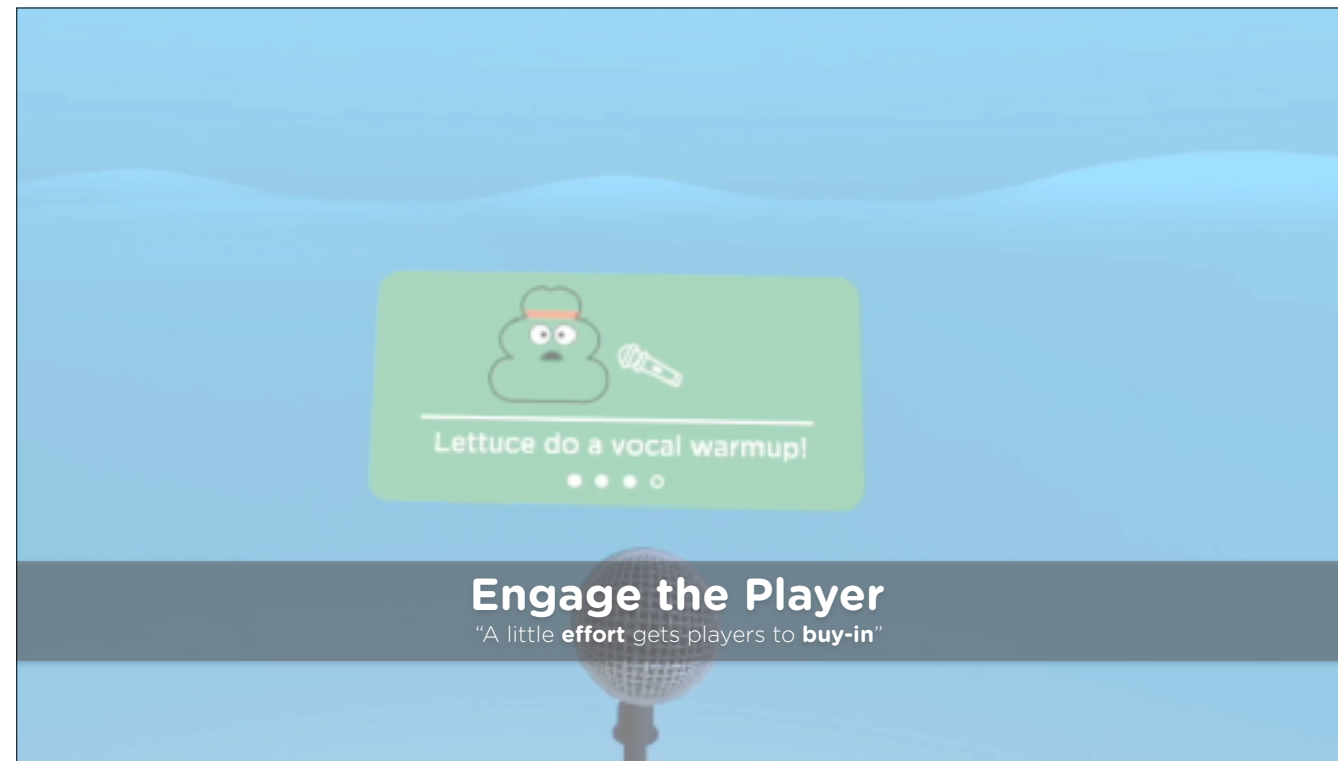 Lettuce do a vocal warmup!
Engage the Player
“A little effort gets players to buy-in”